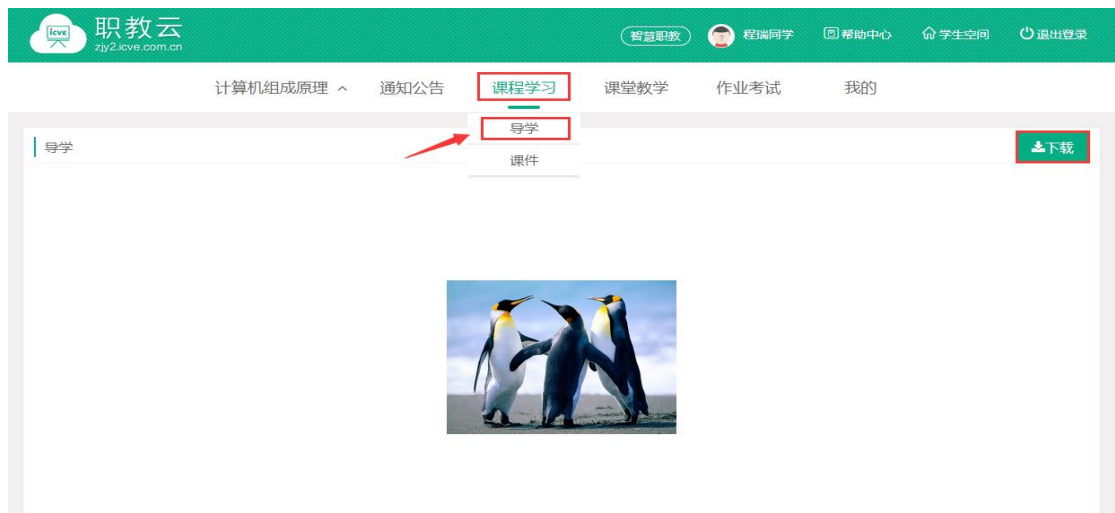 icve
职教云
zjy2.icve.com.cn
智慧职教 程瑞同学 帮助中心 学生空间 退出登录
计算机组成原理 通知公告 课程学习 课堂教学 作业考试 我的
导学
课件
导学
下载